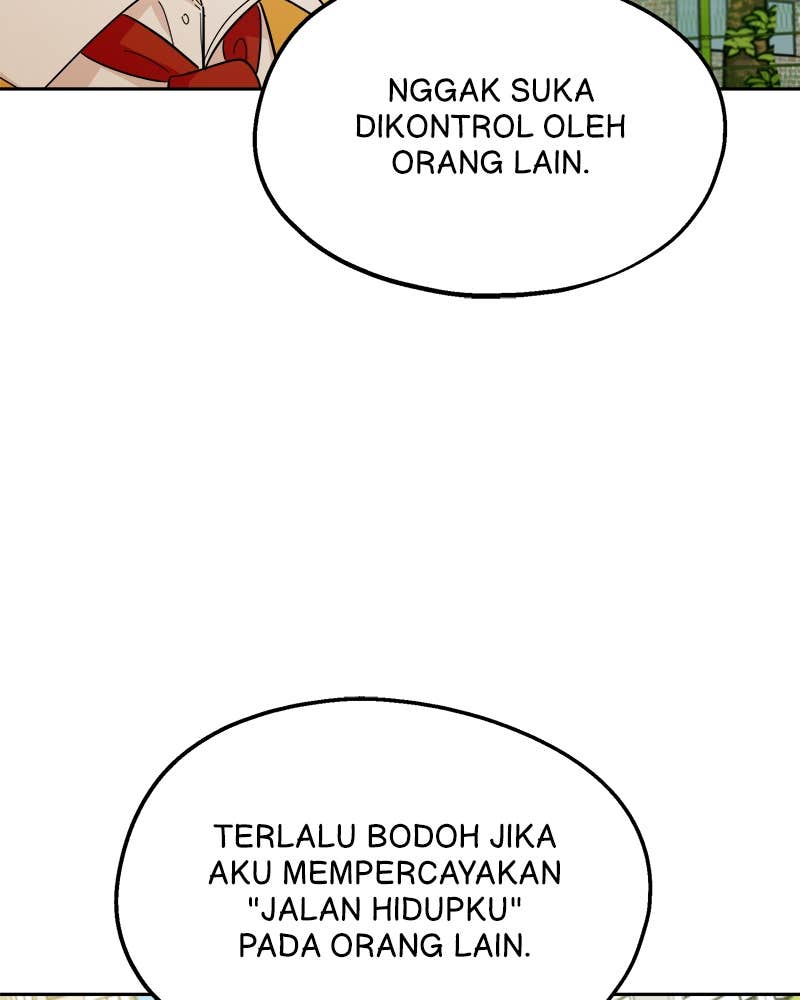 NGGAK SUKA
DIKONTROL OLEH
ORANG LAIN.
TERLALU BODOH JIKA
AKU MEMPERCAYAKAN
"JALAN HIDUPKU"
PADA ORANG LAIN.